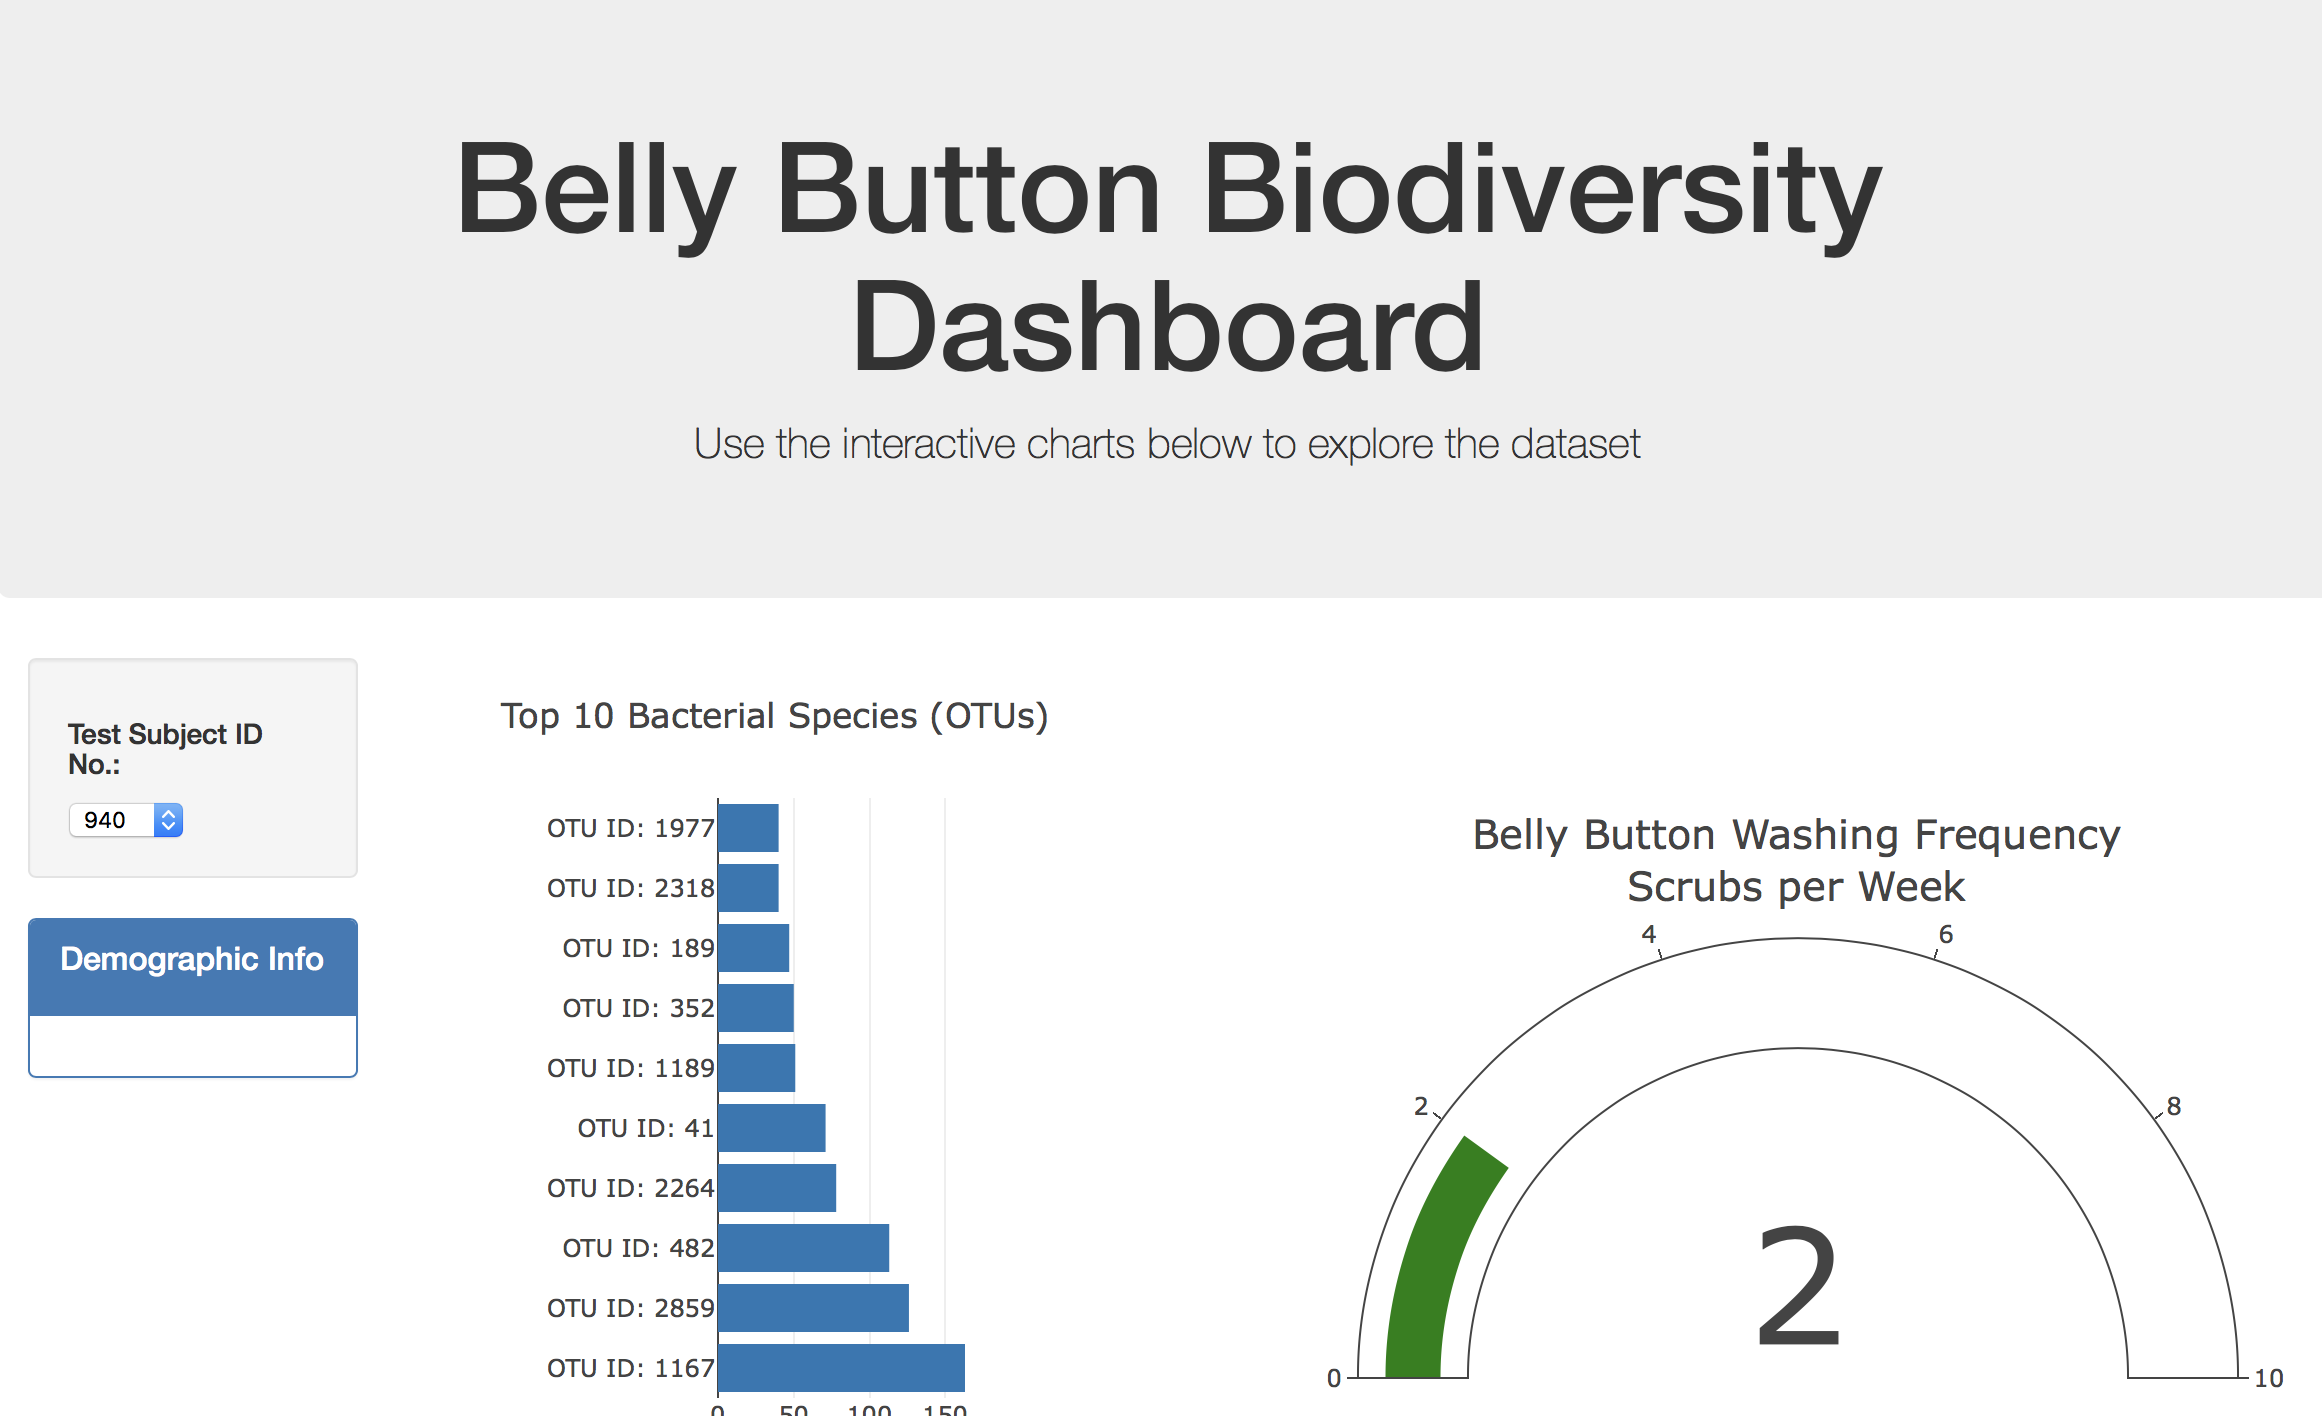 Belly Button Biodiversity
Dashboard
Use the interactive charts below to explore the dataset
Test Subject ID
No.:
940
Demographic Info
Top 10 Bacterial Species (OTUs)
OTU ID: 1977
OTU ID: 2318
OTU ID: 189
OTU ID: 352
OTU ID: 1189
OTU ID: 41
OTU ID: 2264
OTU ID: 482
OTU ID: 2859
OTU ID: 1167
0 50 100 150
Belly Button Washing Frequency
Scrubs per Week
4 6
2 8
2
0 10